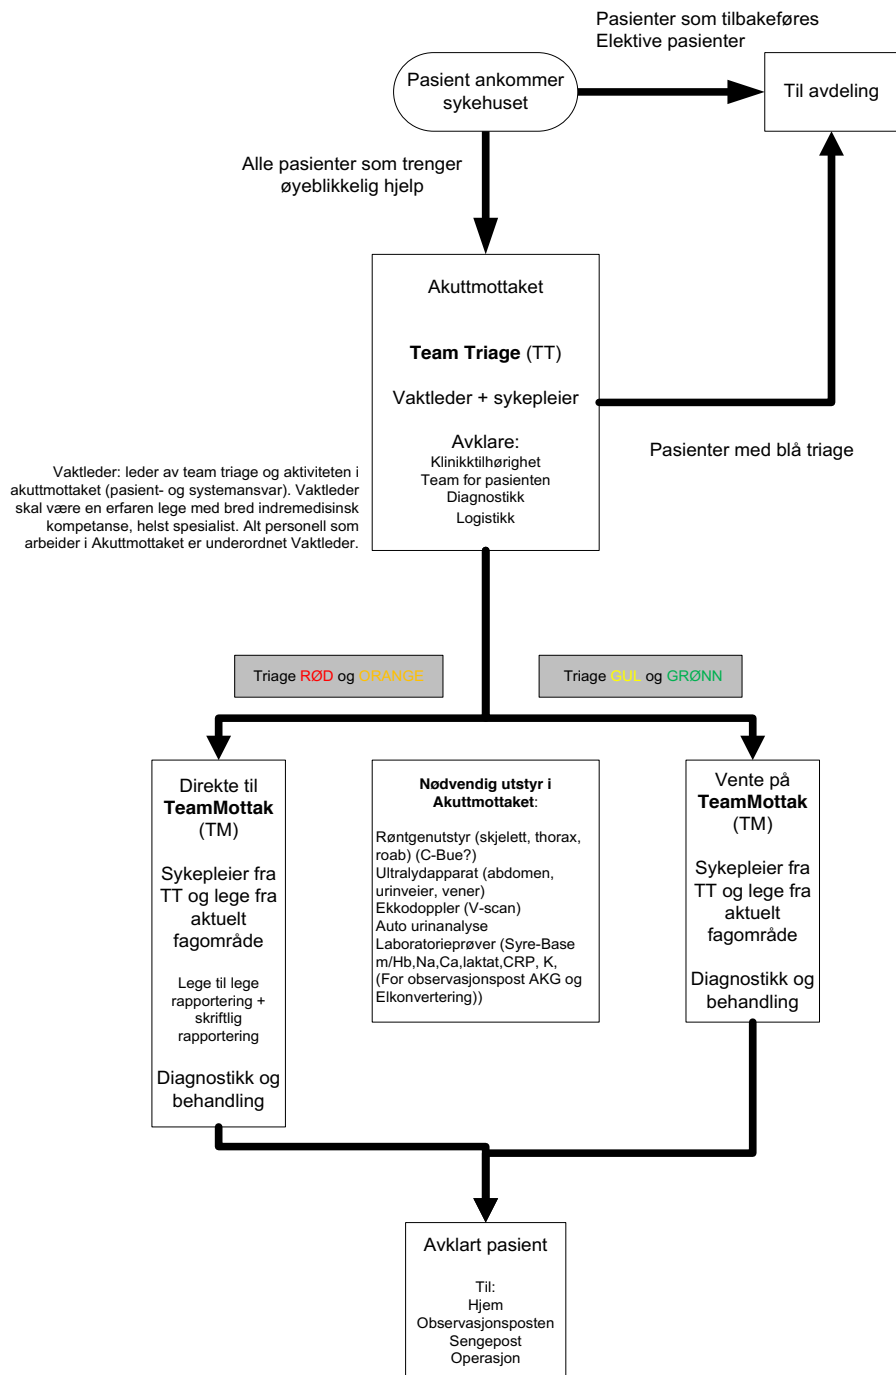 Pasienter som tilbakeføres
Elektive pasienter
Pasient ankommer
sykehuset
Til avdeling
Alle pasienter som trenger
øyeblikkelig hjelp
Akuttmottaket
Team Triage (TT)
Vaktleder + sykepleier
Avklare:
Klinikktilhørighet
Team for pasienten
Diagnostikk
Logistikk
Pasienter med blå triage
Vaktleder: leder av team triage og aktiviteten i
akuttmottaket (pasient- og systemansvar). Vaktleder
skal være en erfaren lege med bred indremedisinsk
kompetanse, helst spesialist. Alt personell som
arbeider i Akuttmottaket er underordnet Vaktleder.
Triage RØD og ORANGE
Triage GUL og GRØNN
Direkte til
TeamMottak
(TM)
Sykepleier fra
TT og lege fra
aktuelt
fagområde
Lege til lege
rapportering +
skriftlig
rapportering
Diagnostikk og
behandling
Nødvendig utstyr i
Akuttmottaket:
Røntgenutstyr (skjelett, thorax,
roab) (C-Bue?)
Ultralydapparat (abdomen,
urinveier, vener)
Ekkodoppler (V-scan)
Auto urinanalyse
Laboratorieprøver (Syre-Base
m/Hb,Na,Ca,laktat,CRP, K,
(For observasjonspost AKG og
Elkonvertering))
Vente på
TeamMottak
(TM)
Sykepleier fra
TT og lege fra
aktuelt
fagområde
Diagnostikk og
behandling
Avklart pasient
Til:
Hjem
Observasjonsposten
Sengepost
Operasjon